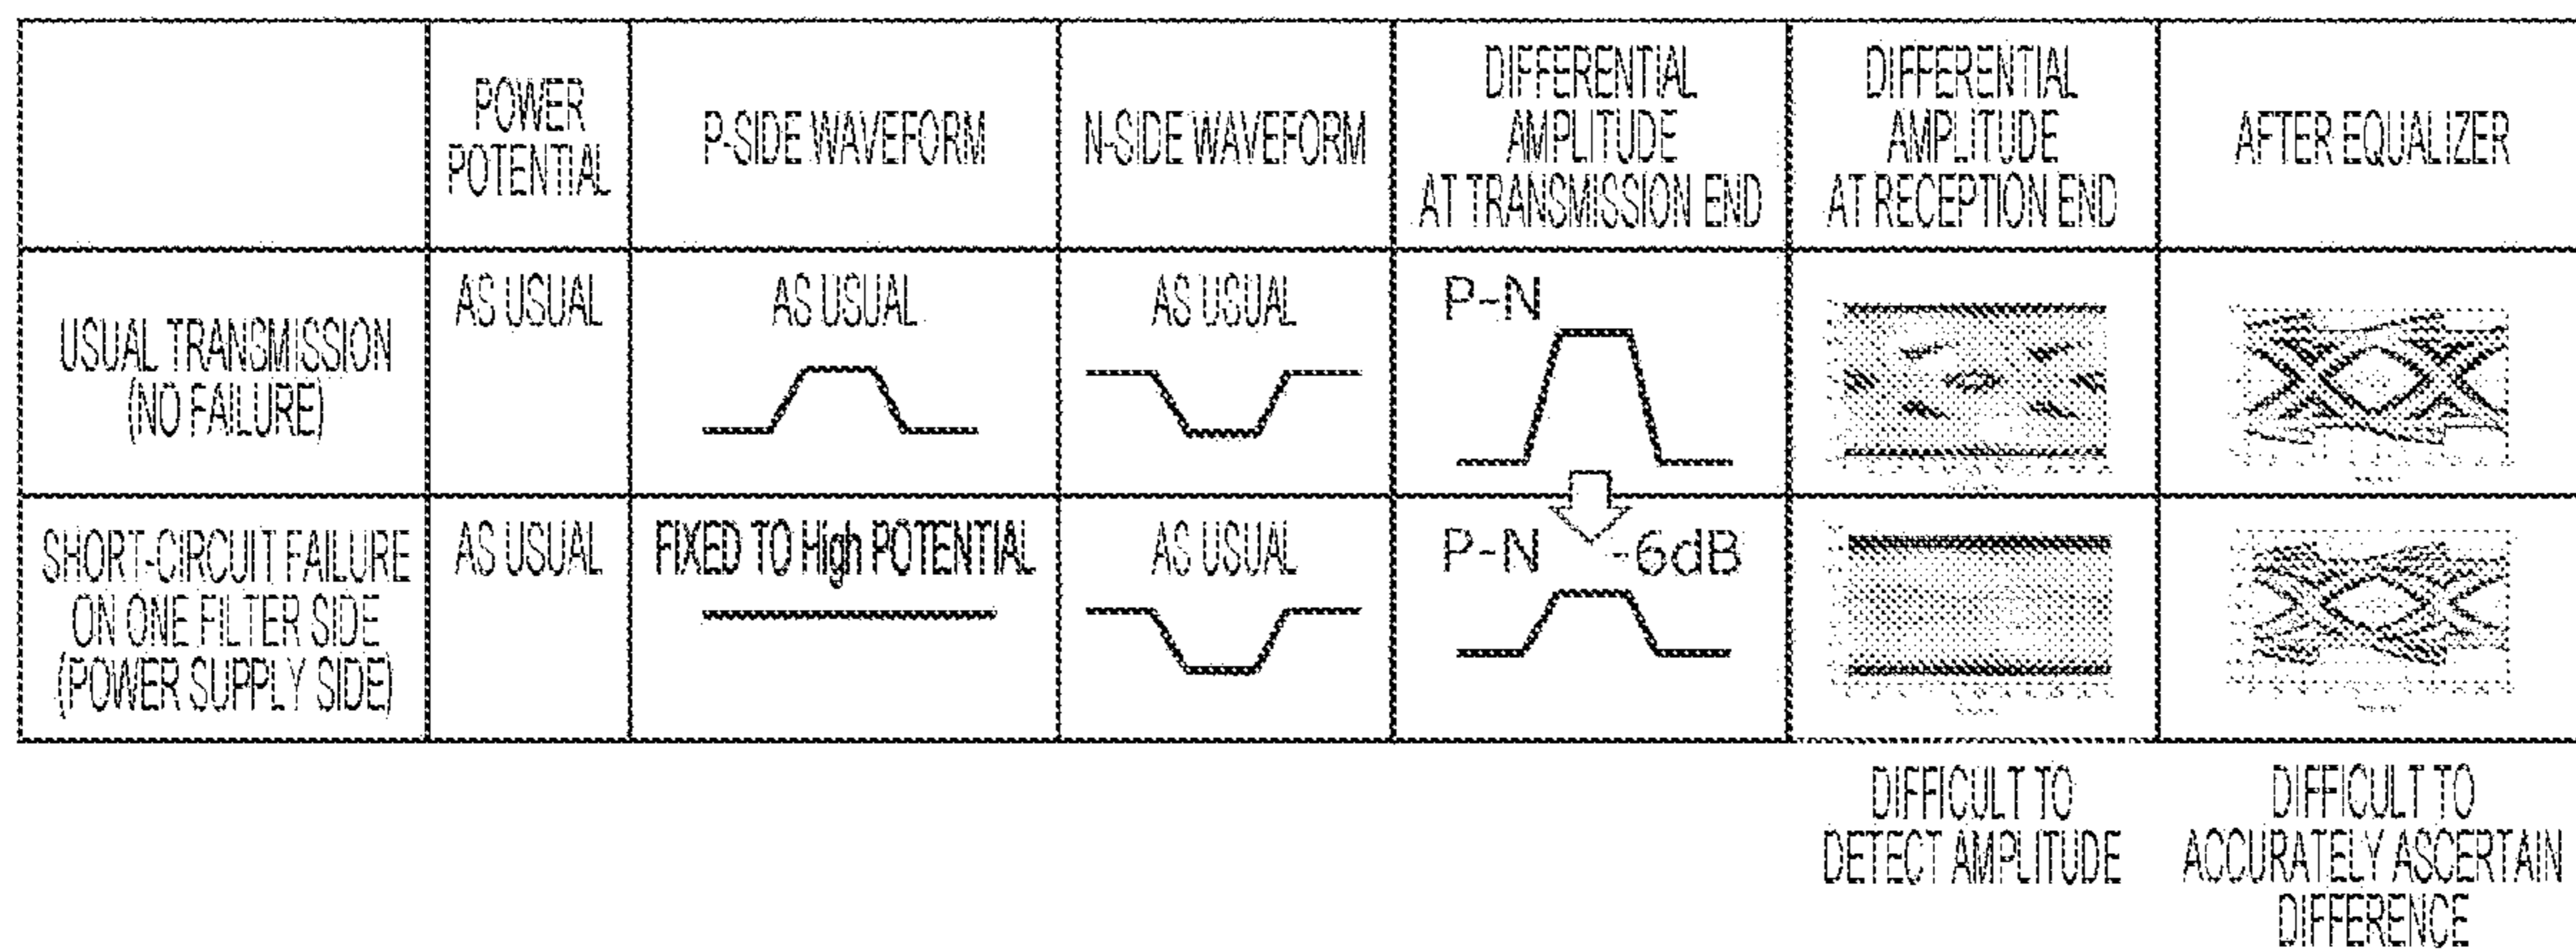 POWER
POTENTIAL
P-SIDE WAVEFORM
N-SIDE WAVEFORM
DIFFERENTIAL
AMPLITUDE
AT TRANSMISSION END
DIFFERENTIAL
AMPLITUDE
AT RECEPTION END
AFTER EQUALIZER
USUAL TRANSMISSION
(NO FAILURE)
AS USUAL
AS USUAL
AS USUAL
P-N
SHORT-CIRCUIT FAILURE
ON ONE FILTER SIDE
(POWER SUPPLY SIDE)
AS USUAL
FIXED TO High POTENTIAL
AS USUAL
P-N -6dB
DIFFICULT TO
DETECT AMPLITUDE
DIFFICULT TO
ACCURATELY ASCERTAIN
DIFFERENCE